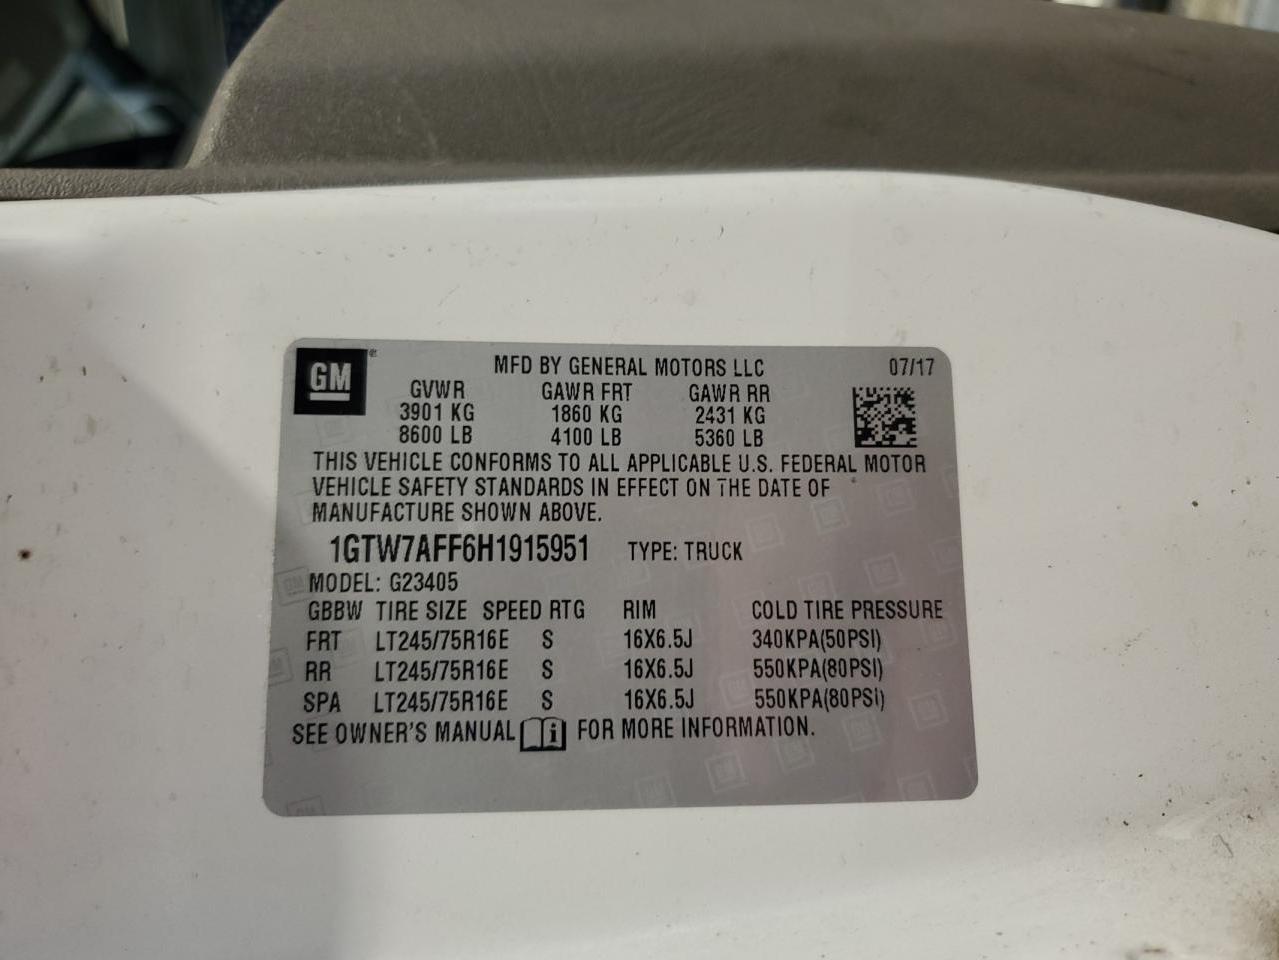 GM
MFD BY GENERAL MOTORS LLC 07/17
GVWR GAWR FRT GAWR RR
3901 KG 1860 KG 2431 KG
8600 LB 4100 LB 5360 LB
THIS VEHICLE CONFORMS TO ALL APPLICABLE U.S. FEDERAL MOTOR
VEHICLE SAFETY STANDARDS IN EFFECT ON THE DATE OF
MANUFACTURE SHOWN ABOVE.
1GTW7AFF6H1915951 TYPE: TRUCK
MODEL: G23405
GBBW TIRE SIZE SPEED RTG RIM COLD TIRE PRESSURE
FRT LT245/75R16E S 16X6.5J 340KPA(50PSI)
RR LT245/75R16E S 16X6.5J 550KPA(80PSI)
SPA LT245/75R16E S 16X6.5J 550KPA(80PSI)
SEE OWNER'S MANUAL i FOR MORE INFORMATION.